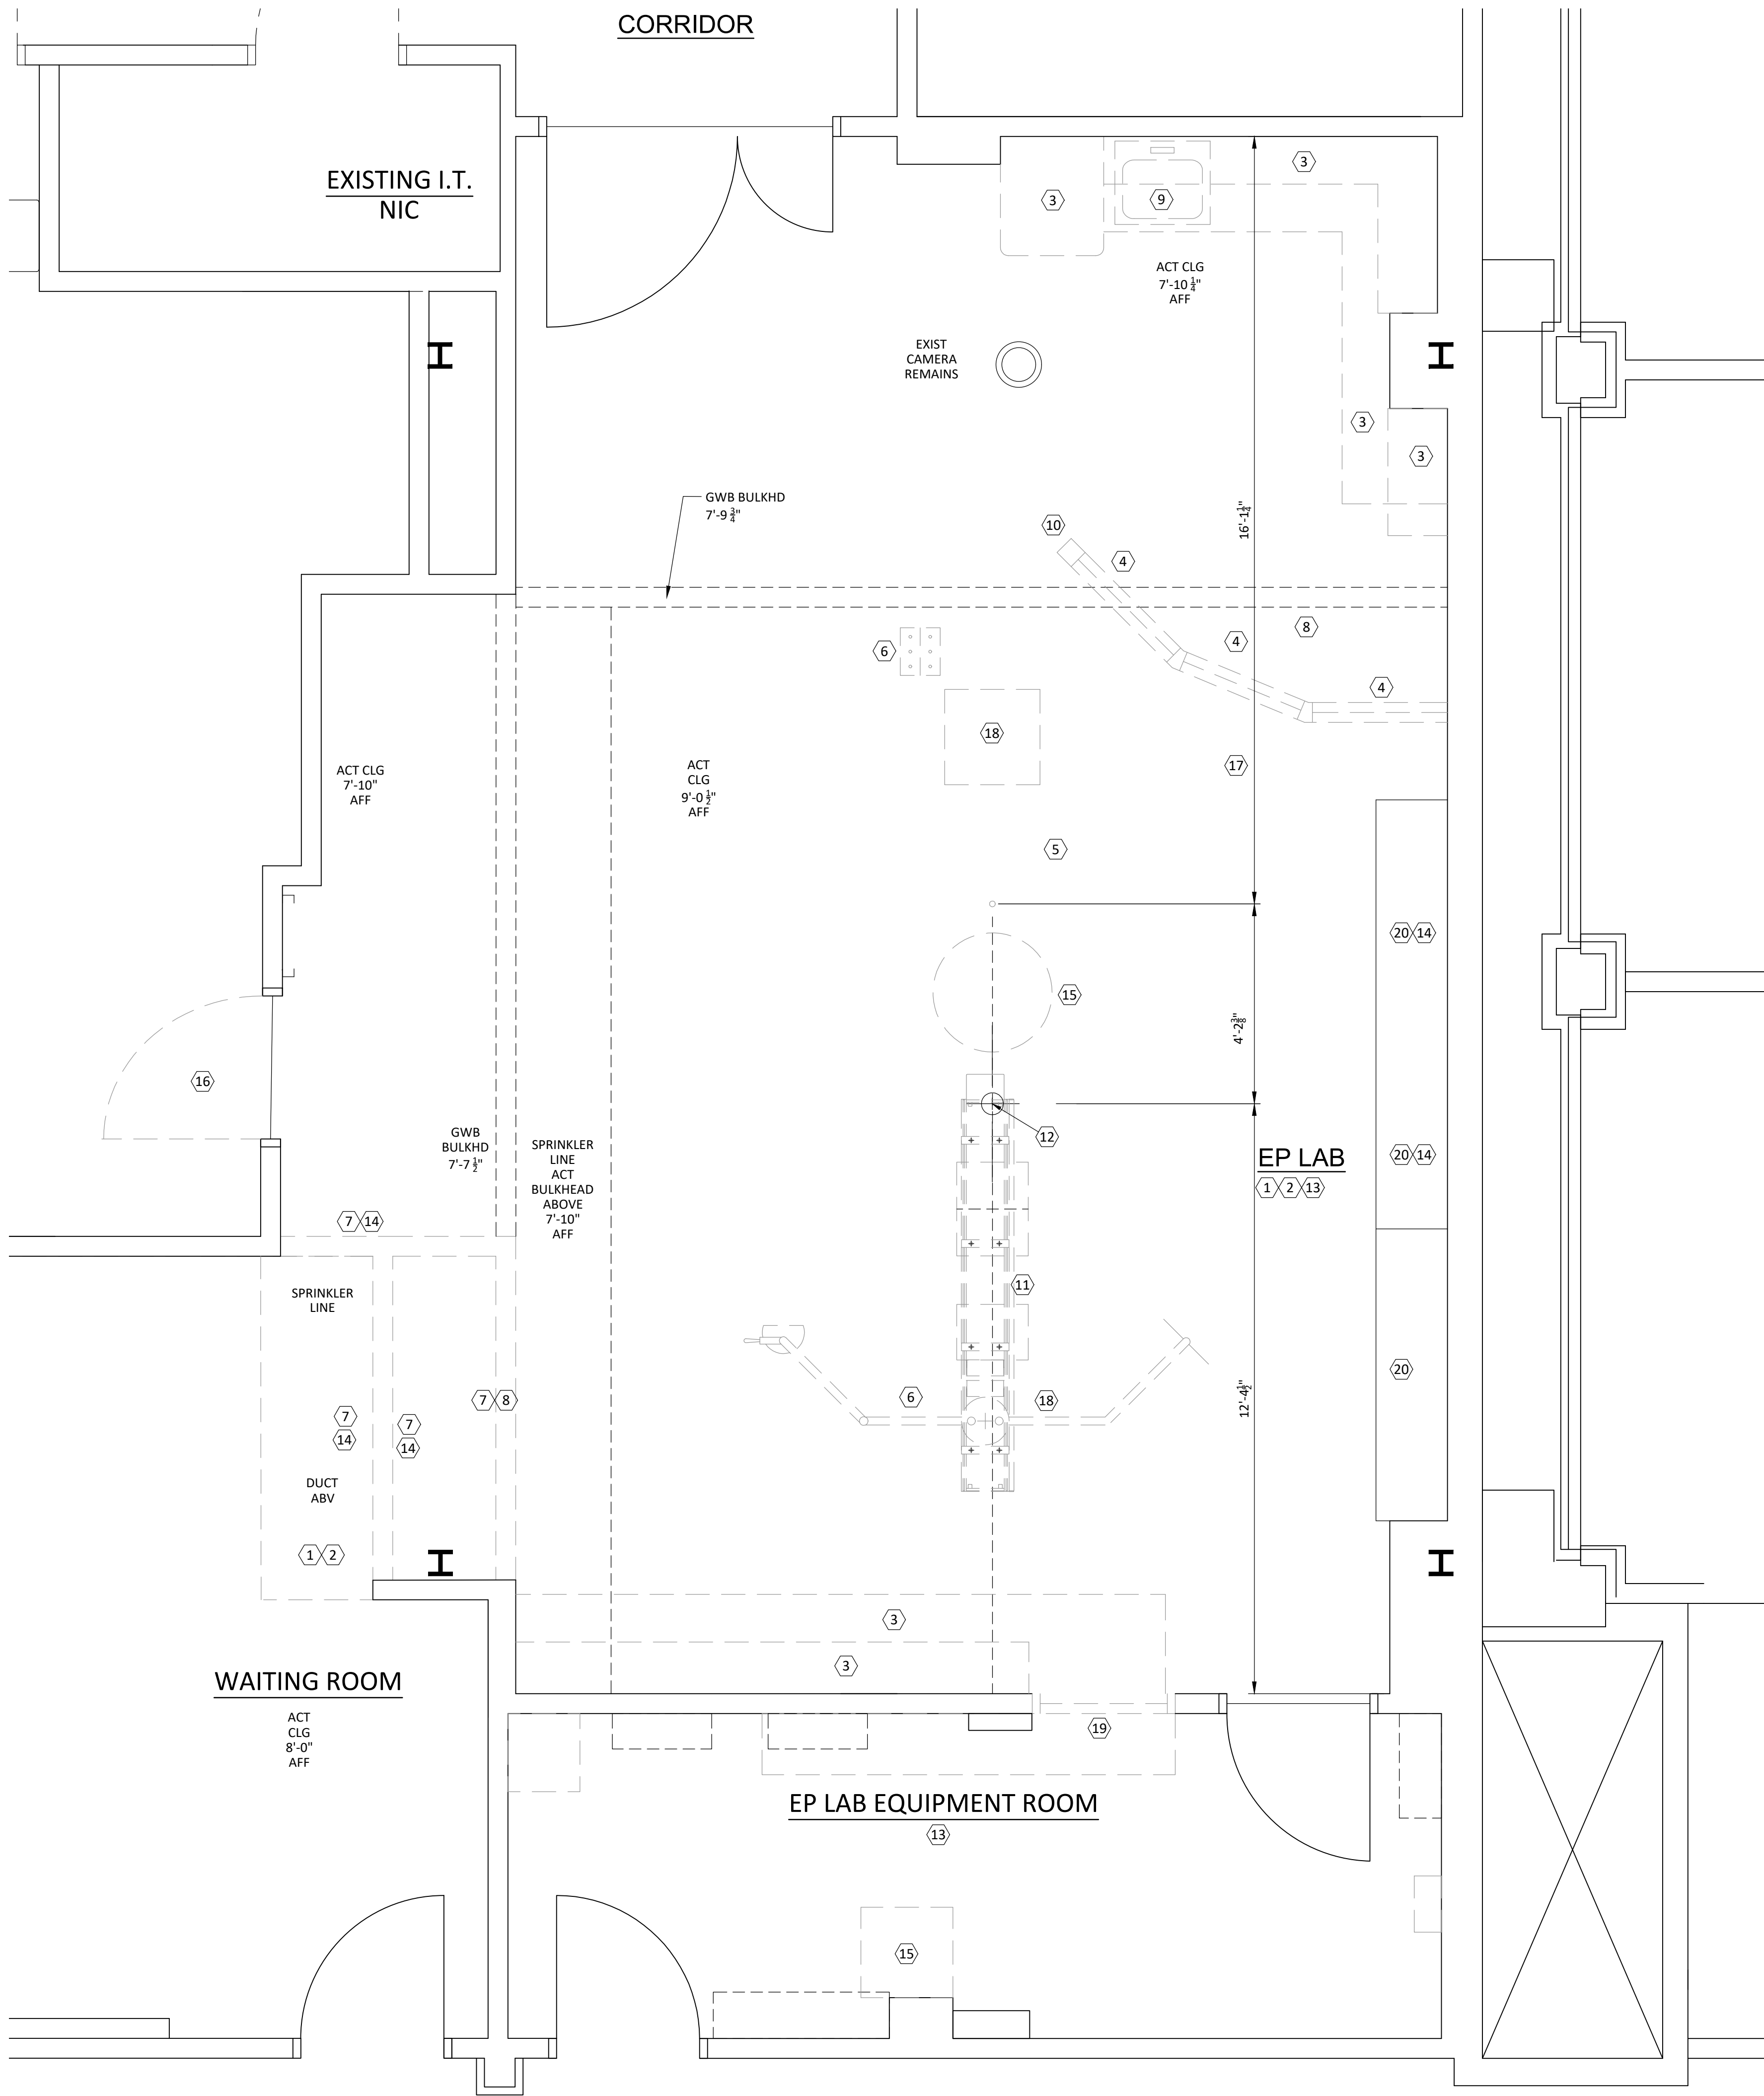 CORRIDOR
EXISTING I.T.
NIC
3
3
9
ACT CLG
7'-10 1/4"
AFF
EXIST
CAMERA
REMAINS
3
3
GWB BULKHD
7'-9 3/4"
10
4
16'-1 1/4"
8
4
6
4
18
17
ACT CLG
7'-10"
AFF
ACT
CLG
9'-0 1/2"
AFF
5
20 14
15
4'-2 3/8"
16
12
GWB
BULKHD
7'-7 1/2"
SPRINKLER
LINE
ACT
BULKHEAD
ABOVE
7'-10"
AFF
EP LAB
1 2 13
20 14
7 14
11
SPRINKLER
LINE
20
7 8
6
18
12'-4 1/2"
7
14
7
14
DUCT
ABV
1 2
3
3
WAITING ROOM
ACT
CLG
8'-0"
AFF
19
EP LAB EQUIPMENT ROOM
13
15